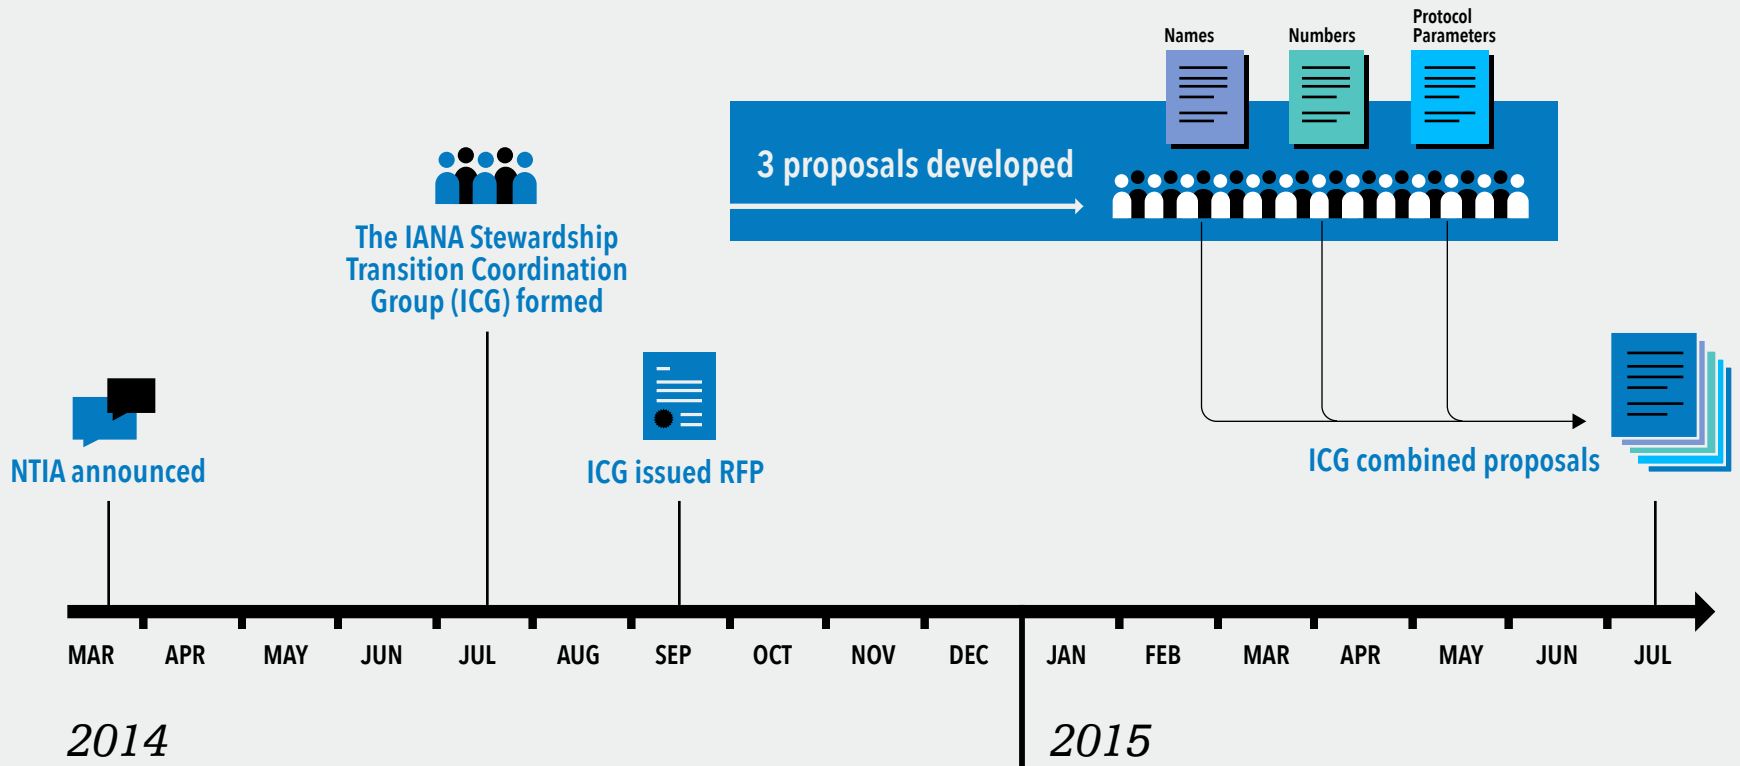 Names
Numbers
Protocol
Parameters
3 proposals developed
The IANA Stewardship
Transition Coordination
Group (ICG) formed
NTIA announced
ICG issued RFP
ICG combined proposals
MAR APR MAY JUN JUL AUG SEP OCT NOV DEC JAN FEB MAR APR MAY JUN JUL
2014 2015